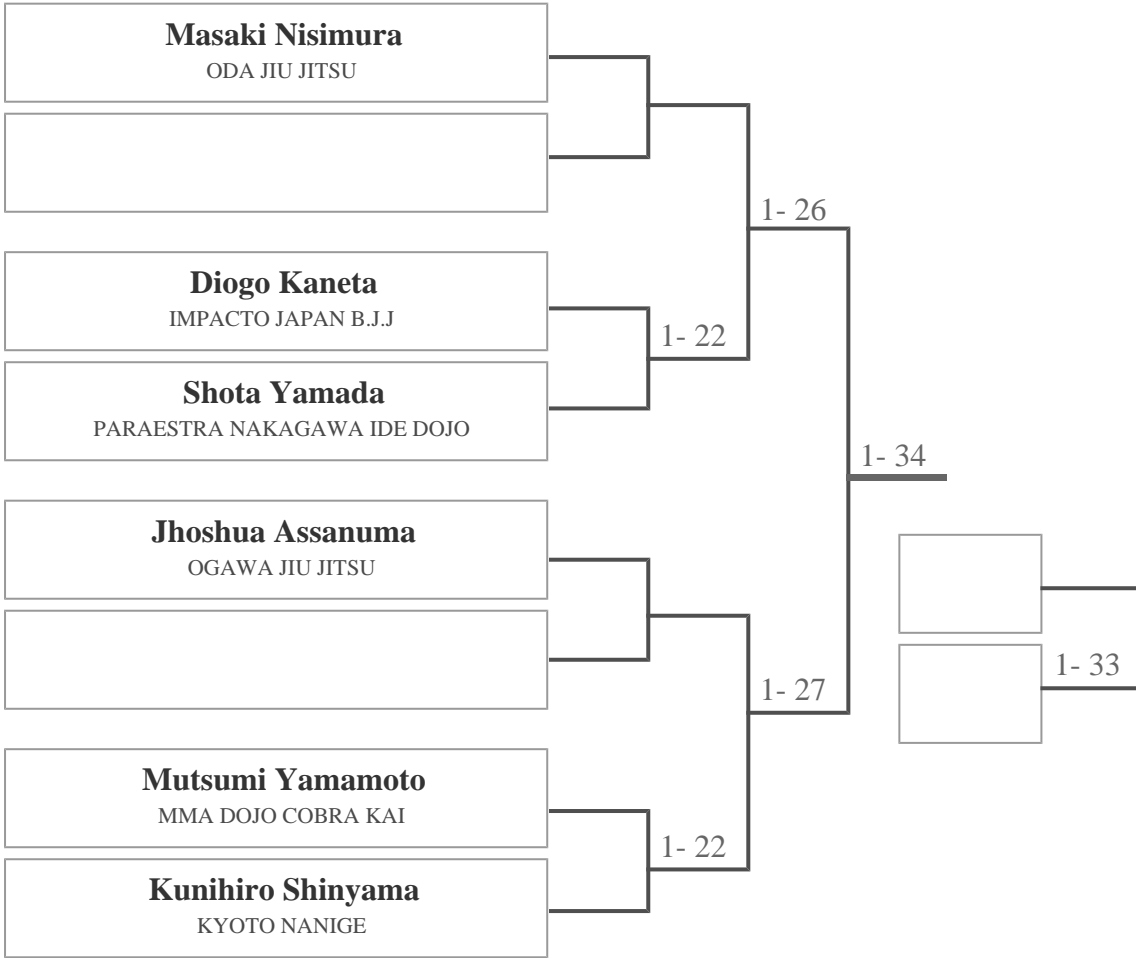 Masaki Nisimura
ODA JIU JITSU
1- 26
Diogo Kaneta
IMPACTO JAPAN B.J.J
1- 22
Shota Yamada
PARAESTRA NAKAGAWA IDE DOJO
1- 34
Jhoshua Assanuma
OGAWA JIU JITSU
1- 33
1- 27
Mutsumi Yamamoto
MMA DOJO COBRA KAI
1- 22
Kunihiro Shinyama
KYOTO NANIGE